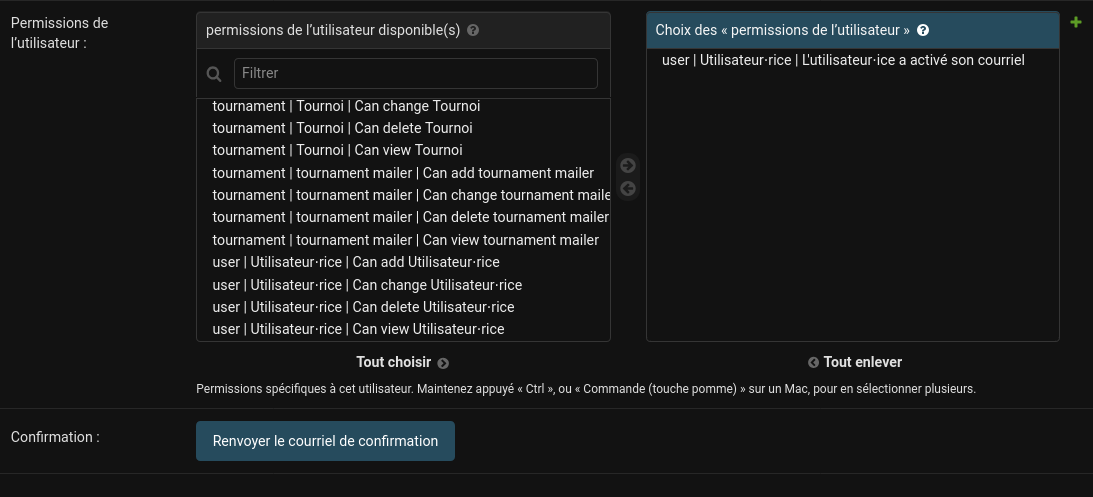 Permissions de
l’utilisateur :
permissions de l’utilisateur disponible(s) ?
Filtrer
tournament | Tournoi | Can change Tournoi
tournament | Tournoi | Can delete Tournoi
tournament | Tournoi | Can view Tournoi
tournament | tournament mailer | Can add tournament mailer
tournament | tournament mailer | Can change tournament maile
tournament | tournament mailer | Can delete tournament mailer
tournament | tournament mailer | Can view tournament mailer
user | Utilisateur·rice | Can add Utilisateur·rice
user | Utilisateur·rice | Can change Utilisateur·rice
user | Utilisateur·rice | Can delete Utilisateur·rice
user | Utilisateur·rice | Can view Utilisateur·rice
Tout choisir
Choix des « permissions de l’utilisateur » ?
user | Utilisateur·rice | L'utilisateur·ice a activé son courriel
Tout enlever
Permissions spécifiques à cet utilisateur. Maintenez appuyé « Ctrl », ou « Commande (touche pomme) » sur un Mac, pour en sélectionner plusieurs.
Confirmation :
Renvoyer le courriel de confirmation